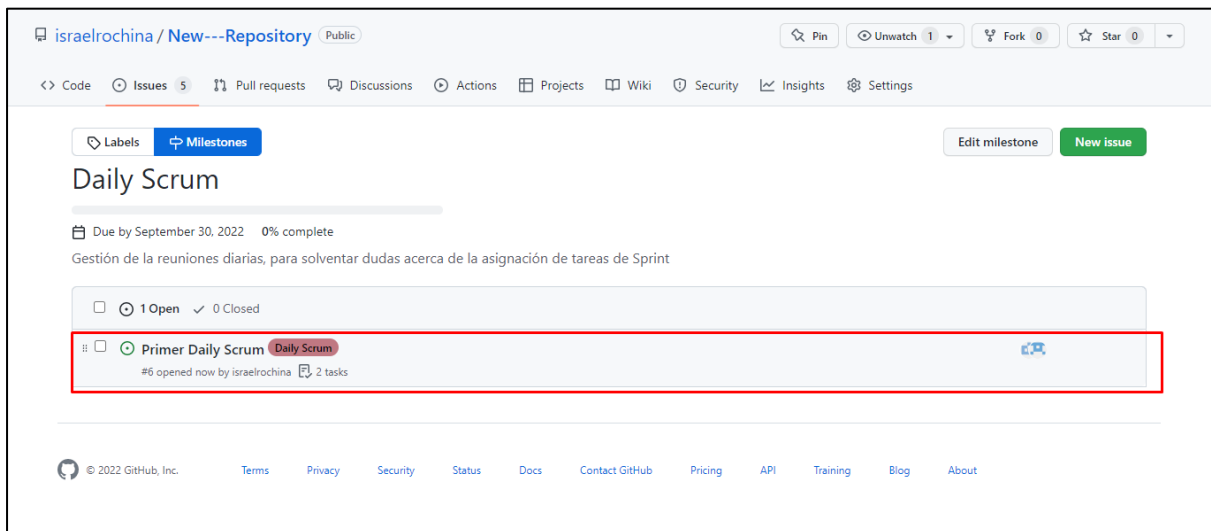 israelrochina / New---Repository Public Pin Unwatch 1 Fork 0 Star 0
Code Issues 5 Pull requests Discussions Actions Projects Wiki Security Insights Settings
Labels Milestones Edit milestone New issue
Daily Scrum
Due by September 30, 2022 0% complete
Gestión de la reuniones diarias, para solventar dudas acerca de la asignación de tareas de Sprint
1 Open 0 Closed
Primer Daily Scrum Daily Scrum
#6 opened now by israelrochina 2 tasks
© 2022 GitHub, Inc. Terms Privacy Security Status Docs Contact GitHub Pricing API Training Blog About